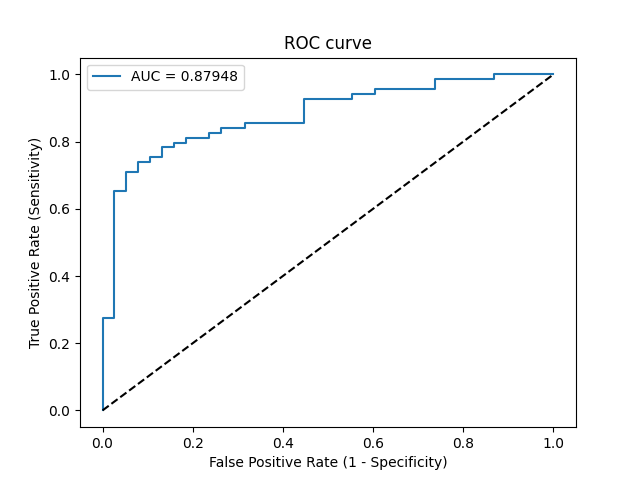 ROC curve
AUC = 0.87948
True Positive Rate (Sensitivity)
1.0
0.8
0.6
0.4
0.2
0.0
0.0 0.2 0.4 0.6 0.8 1.0
False Positive Rate (1 - Specificity)